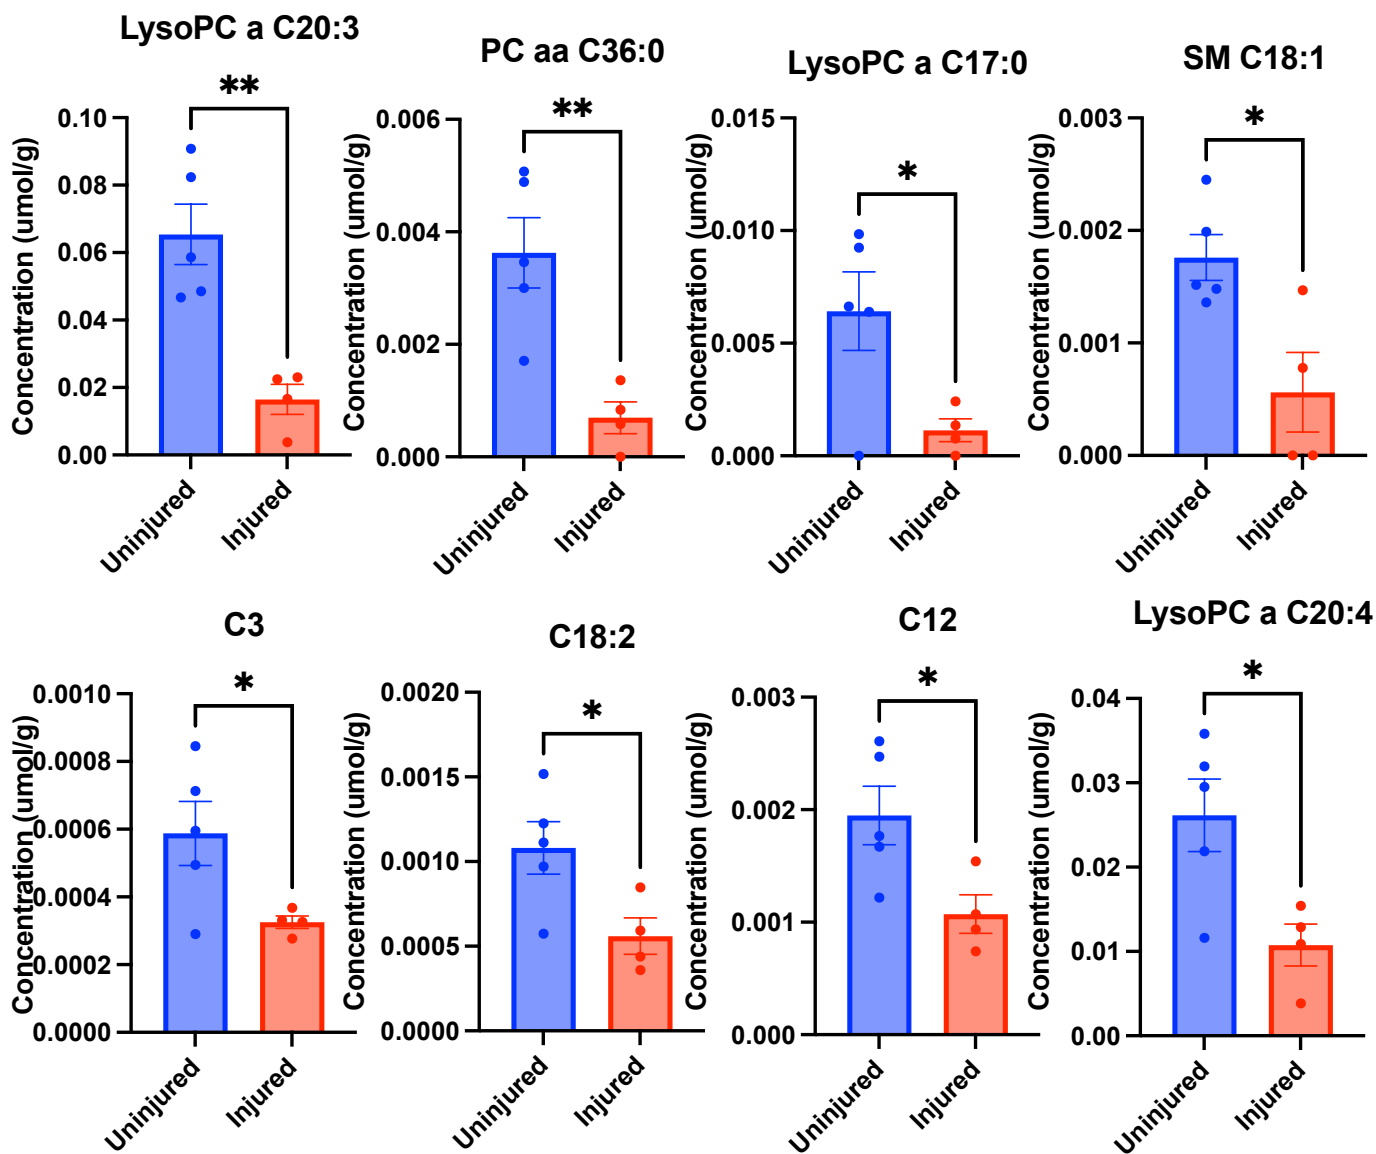 LysoPC a C20:3
**
Concentration (umol/g)
0.10
0.08
0.06
0.04
0.02
0.00
Uninjured
Injured
PC aa C36:0
**
Concentration (umol/g)
0.006
0.004
0.002
0.000
Uninjured
Injured
LysoPC a C17:0
*
Concentration (umol/g)
0.015
0.010
0.005
0.000
Uninjured
Injured
SM C18:1
*
Concentration (umol/g)
0.003
0.002
0.001
0.000
Uninjured
Injured
C3
*
Concentration (umol/g)
0.0010
0.0008
0.0006
0.0004
0.0002
0.0000
Uninjured
Injured
C18:2
*
Concentration (umol/g)
0.0020
0.0015
0.0010
0.0005
0.0000
Uninjured
Injured
C12
*
Concentration (umol/g)
0.003
0.002
0.001
0.000
Uninjured
Injured
LysoPC a C20:4
*
Concentration (umol/g)
0.04
0.03
0.02
0.01
0.00
Uninjured
Injured